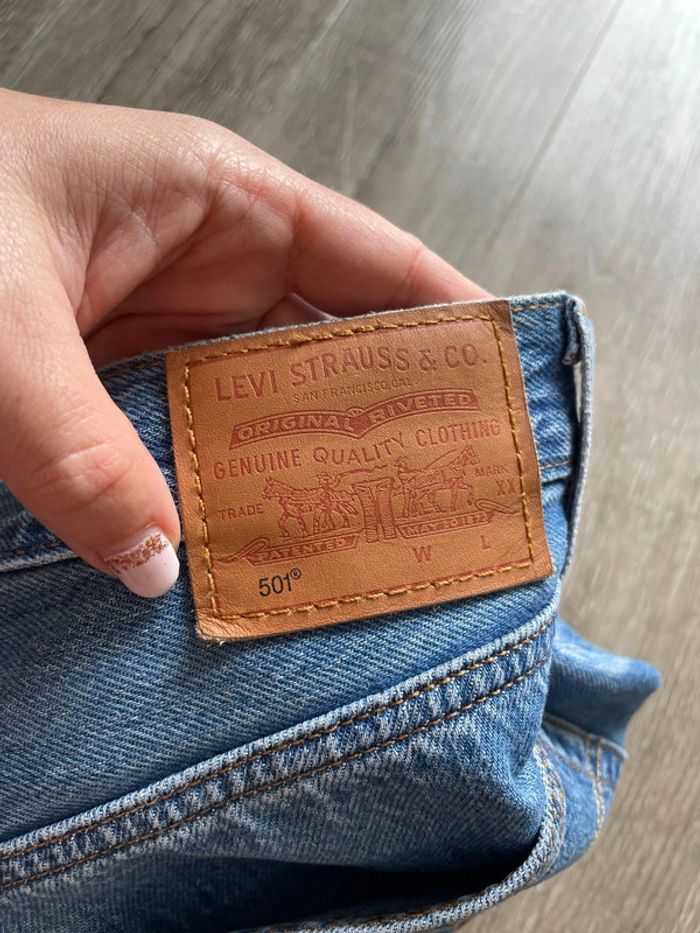 LEVI STRAUSS & CO.
SAN FRANCISCO CAL.
ORIGINAL RIVETED
GENUINE QUALITY CLOTHING
TRADE MARK
XX
PATENTED MAY 20 1873
W L
501®